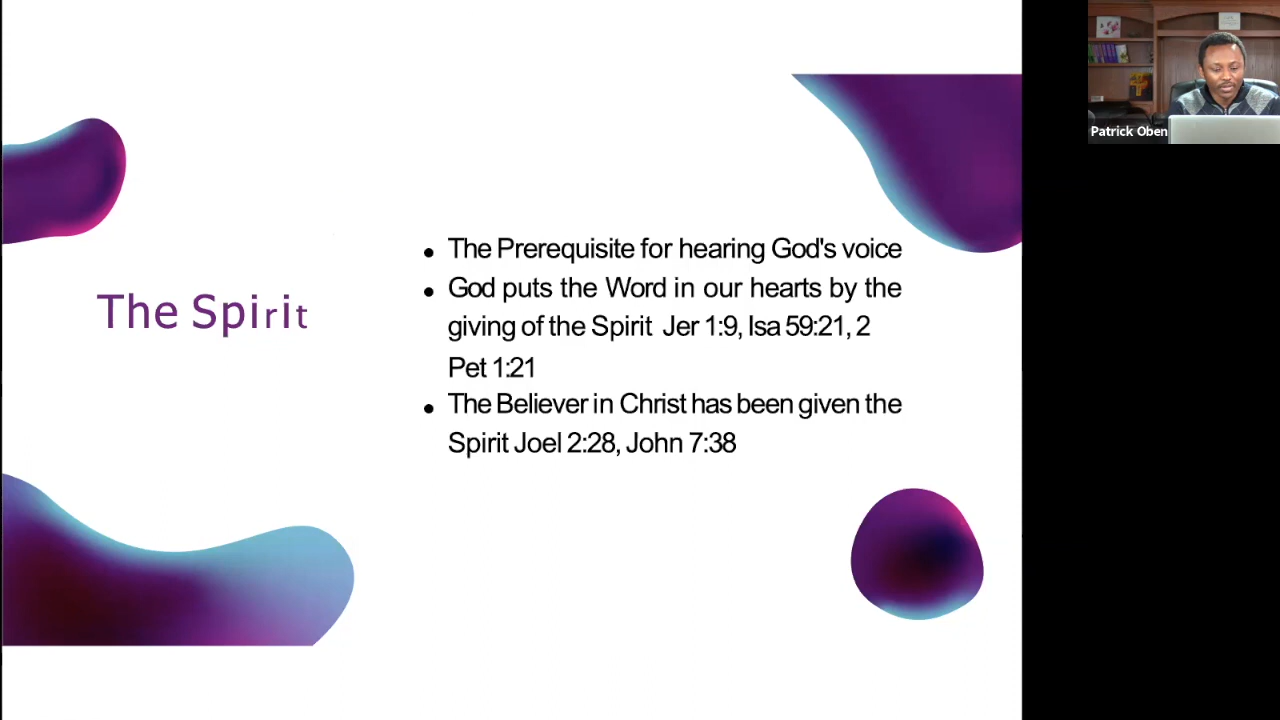 The Spirit
• The Prerequisite for hearing God's voice
• God puts the Word in our hearts by the
giving of the Spirit Jer 1:9, Isa 59:21, 2
Pet 1:21
• The Believer in Christ has been given the
Spirit Joel 2:28, John 7:38
Patrick Oben